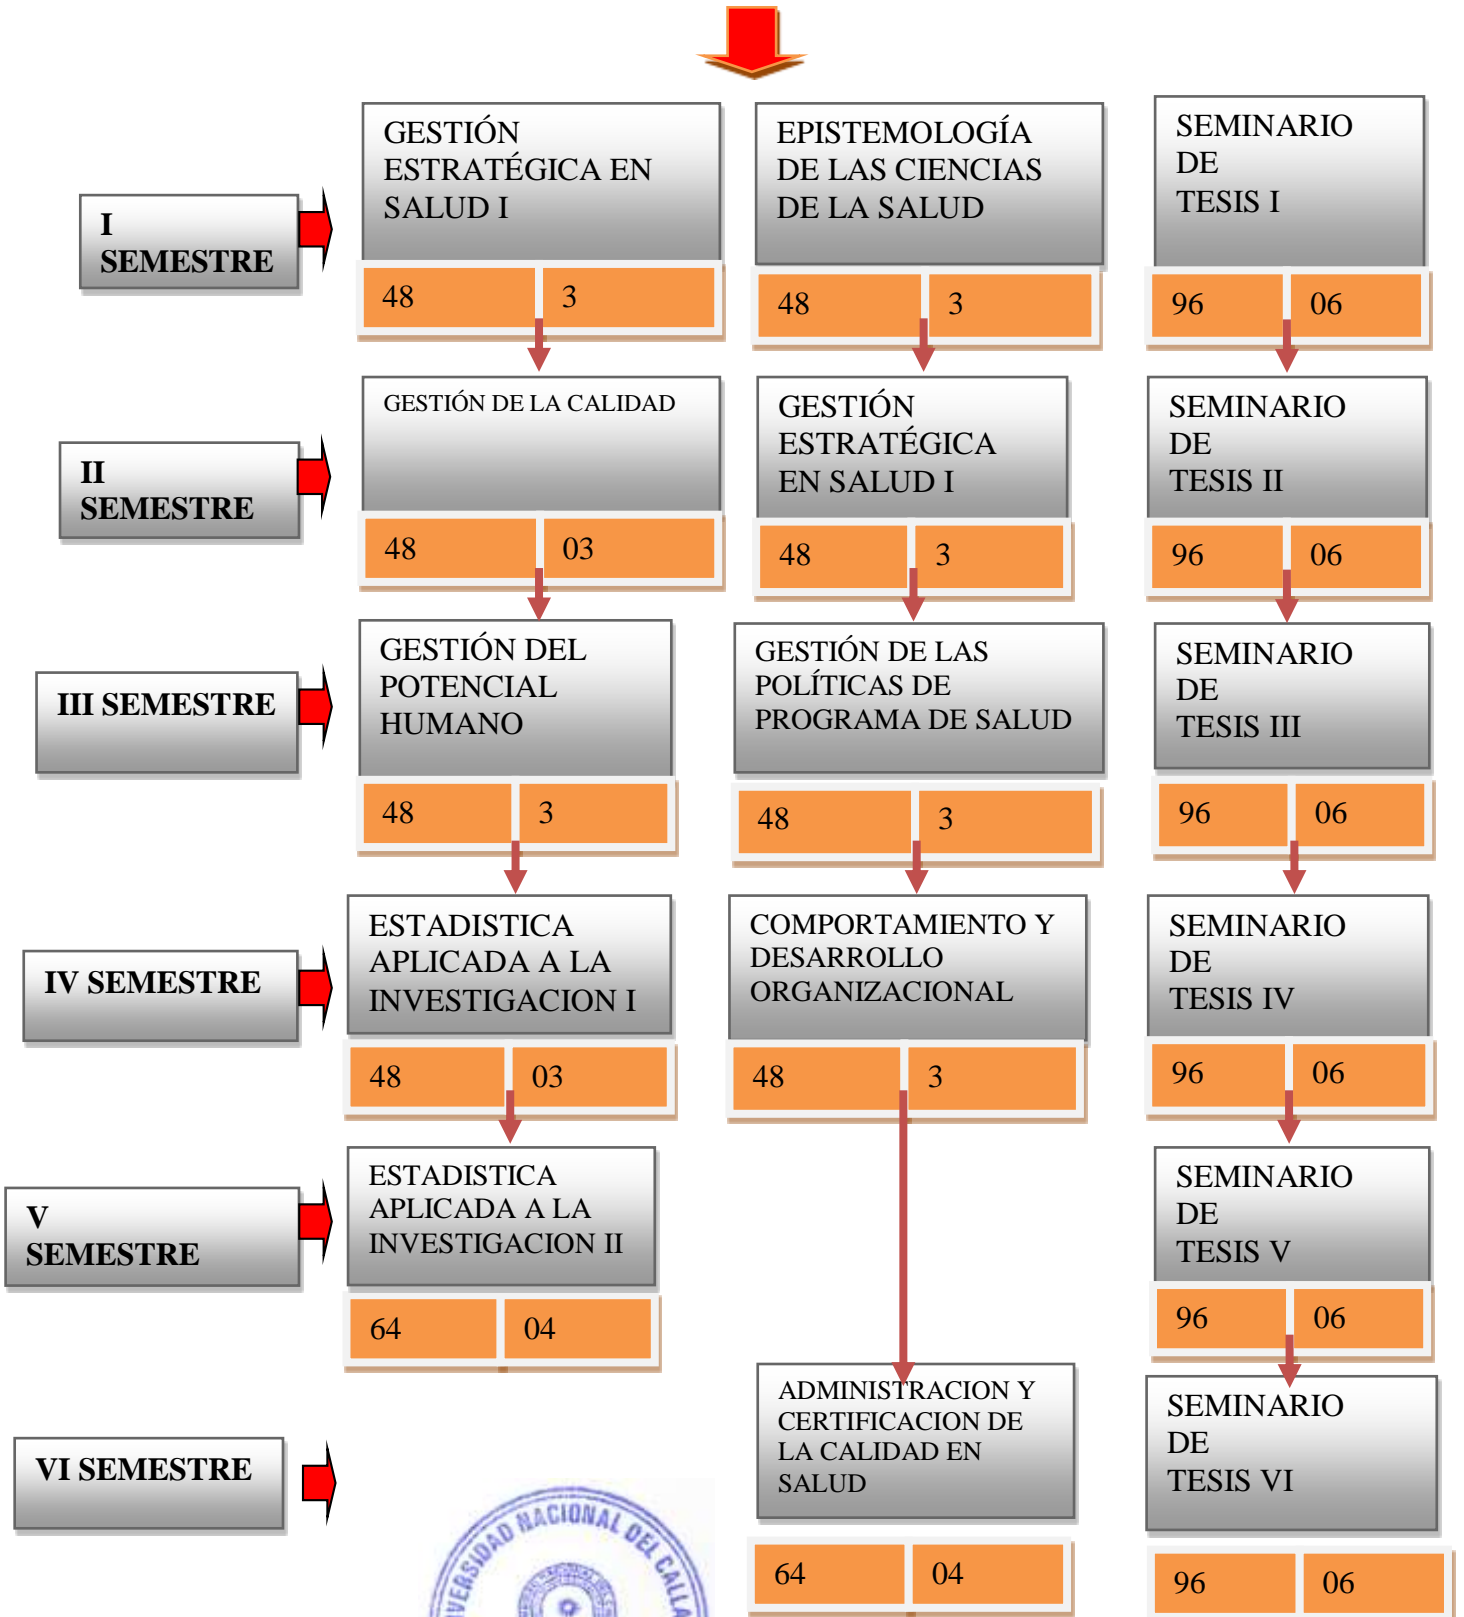 I
SEMESTRE
GESTIÓN
ESTRATÉGICA EN
SALUD I
48 3
EPISTEMOLOGÍA
DE LAS CIENCIAS
DE LA SALUD
48 3
SEMINARIO
DE
TESIS I
96 06
II
SEMESTRE
GESTIÓN DE LA CALIDAD
48 03
GESTIÓN
ESTRATÉGICA
EN SALUD I
48 3
SEMINARIO
DE
TESIS II
96 06
III SEMESTRE
GESTIÓN DEL
POTENCIAL
HUMANO
48 3
GESTIÓN DE LAS
POLÍTICAS DE
PROGRAMA DE SALUD
48 3
SEMINARIO
DE
TESIS III
96 06
IV SEMESTRE
ESTADISTICA
APLICADA A LA
INVESTIGACION I
48 03
COMPORTAMIENTO Y
DESARROLLO
ORGANIZACIONAL
48 3
SEMINARIO
DE
TESIS IV
96 06
V
SEMESTRE
ESTADISTICA
APLICADA A LA
INVESTIGACION II
64 04
SEMINARIO
DE
TESIS V
96 06
VI SEMESTRE
ADMINISTRACION Y
CERTIFICACION DE
LA CALIDAD EN
SALUD
64 04
SEMINARIO
DE
TESIS VI
96 06
NACIONAL DEL